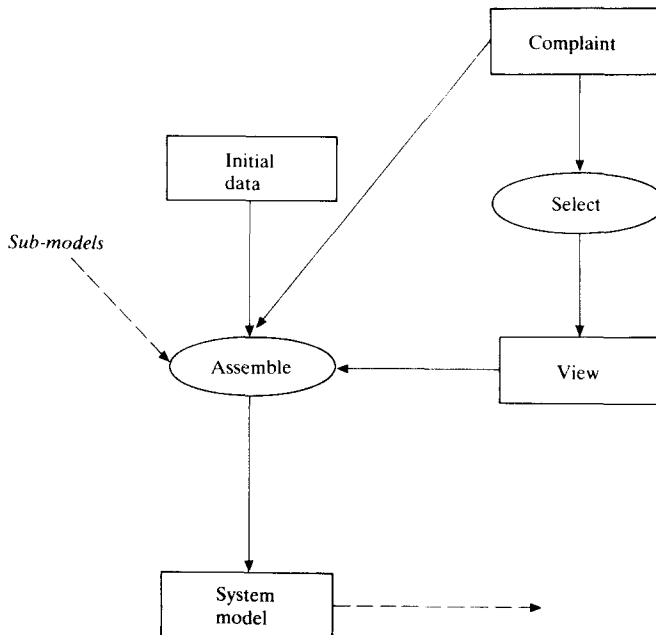 Complaint
Initial
data
Select
Sub-models
Assemble
View
System
model